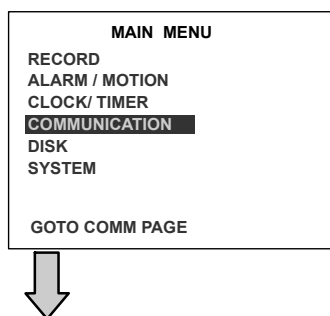 MAIN MENU
RECORD
ALARM / MOTION
CLOCK/ TIMER
COMMUNICATION
DISK
SYSTEM
GOTO COMM PAGE